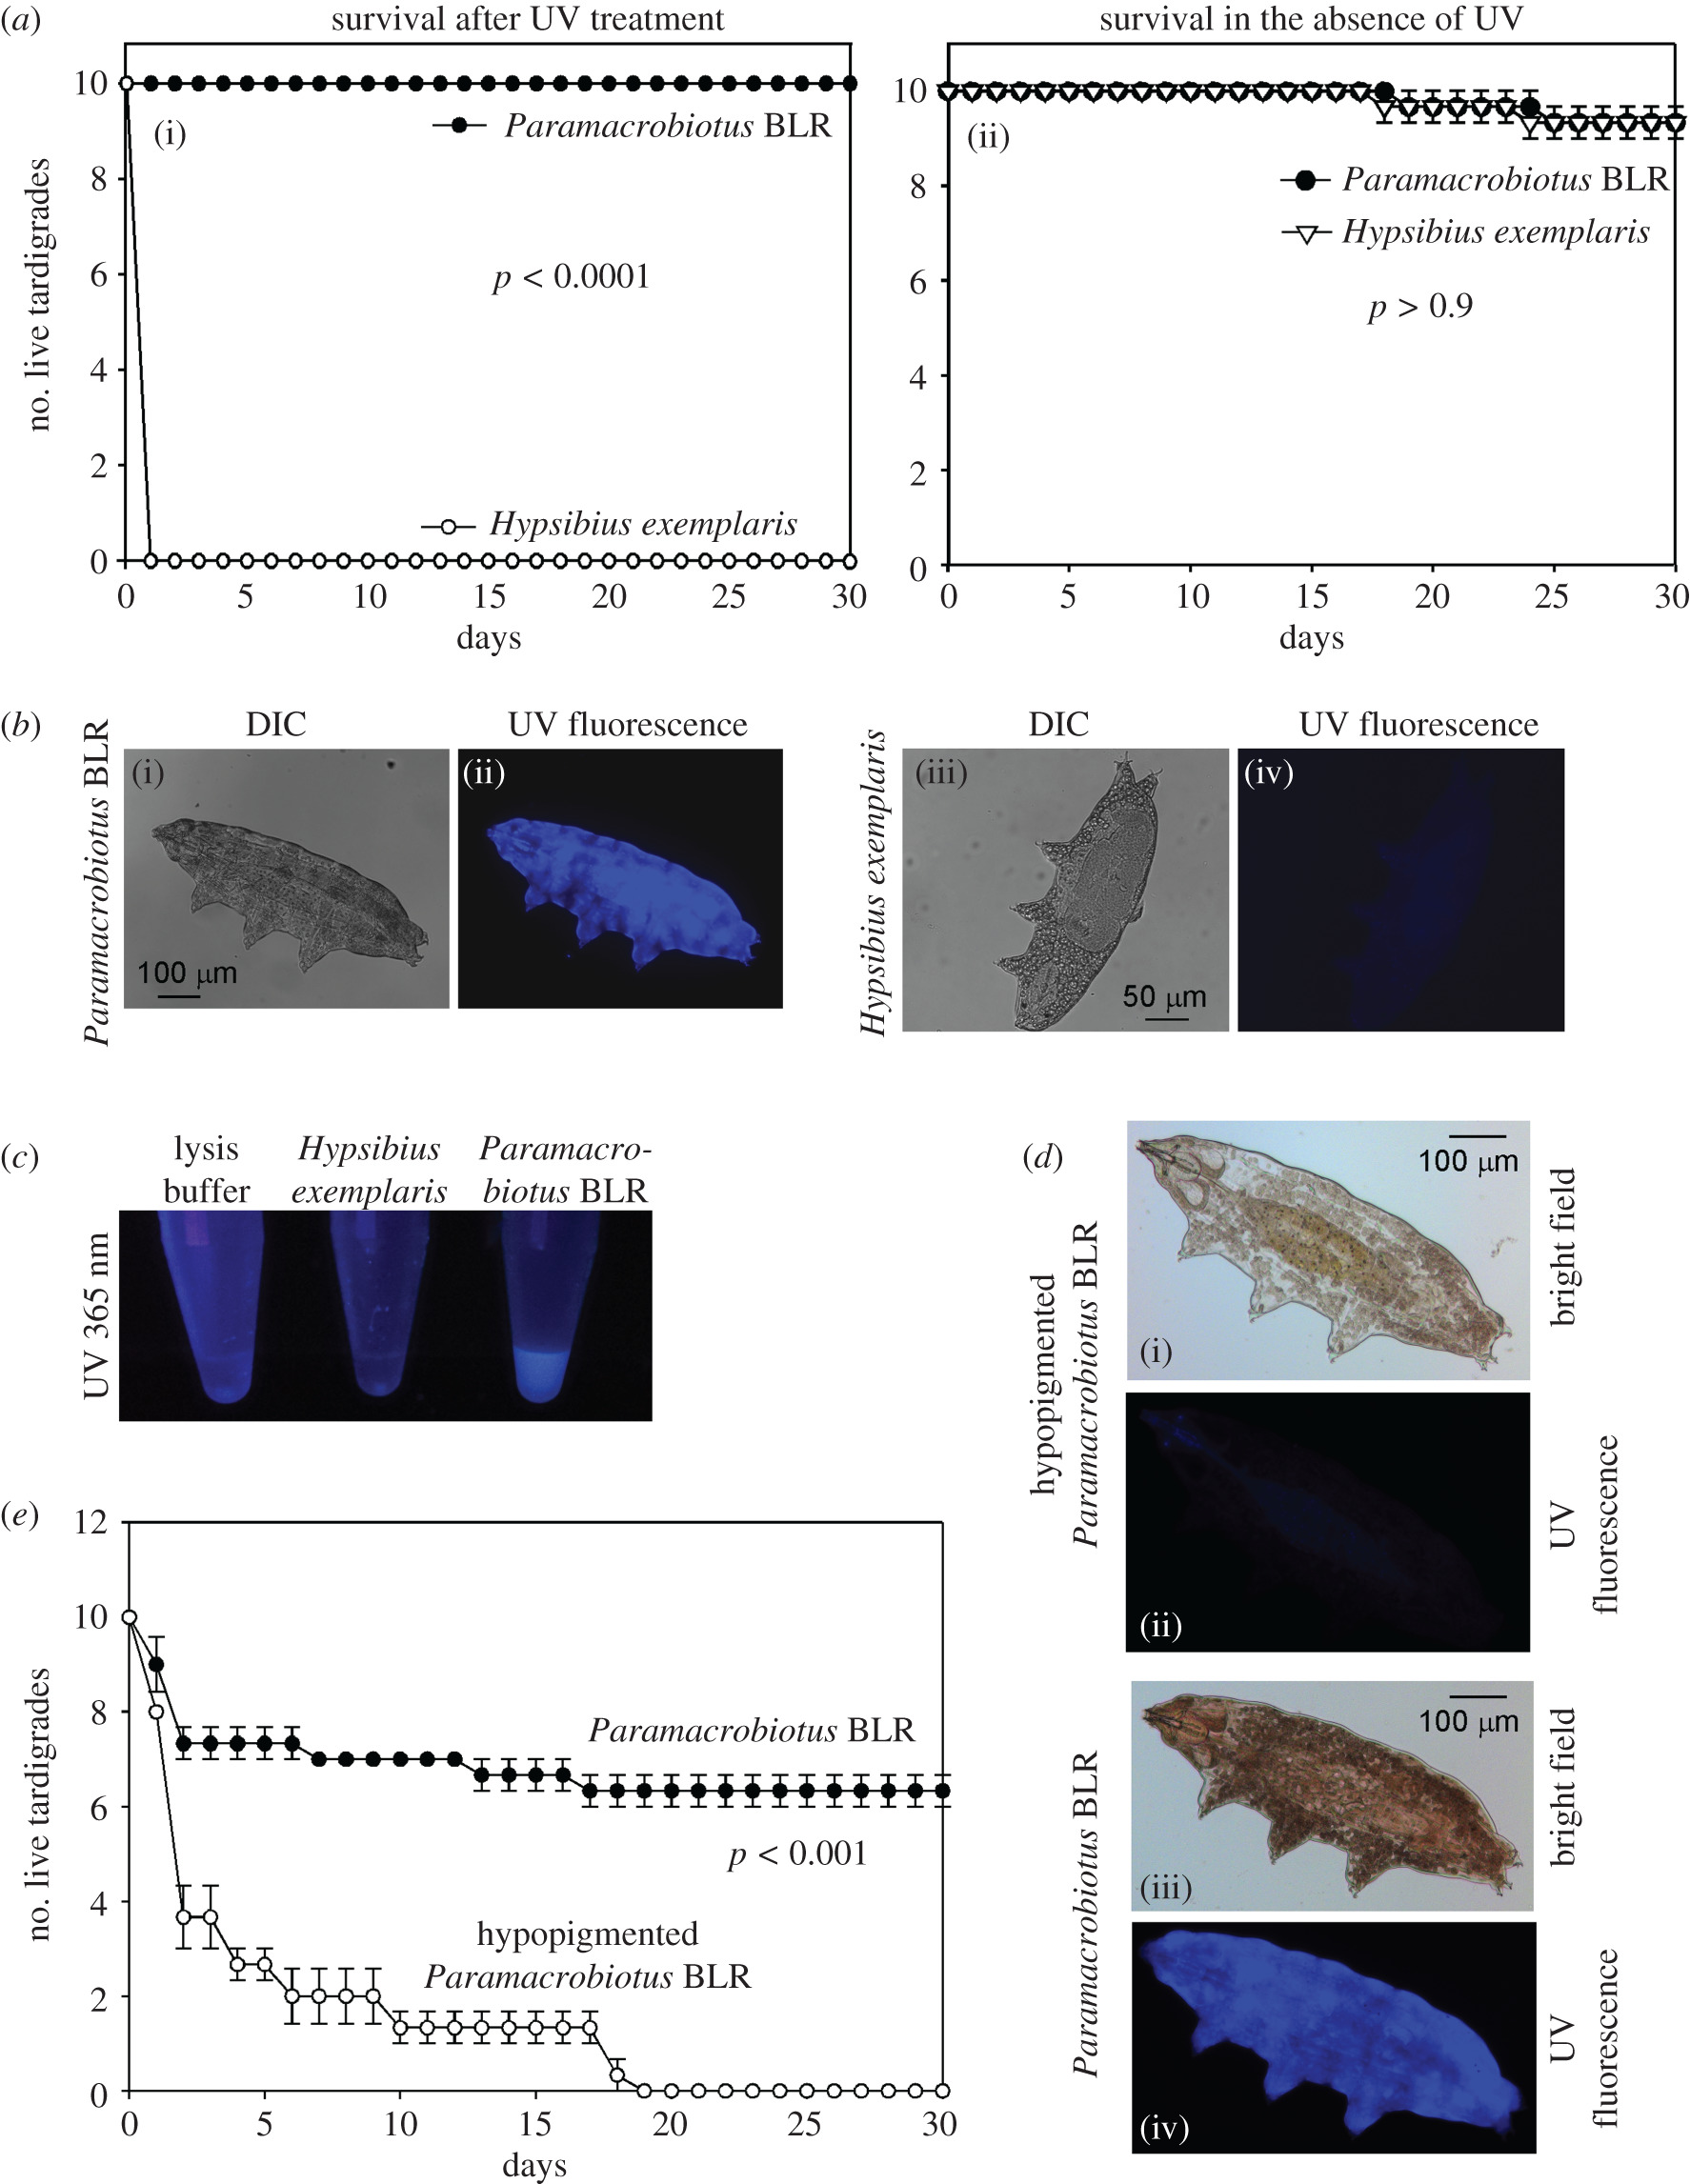 (a)
survival after UV treatment
10
8
6
4
2
0
no. live tardigrades
(i)
Paramacrobiotus BLR
p < 0.0001
Hypsibius exemplaris
0 5 10 15 20 25 30
days
survival in the absence of UV
10
8
6
4
2
0
(ii)
Paramacrobiotus BLR
Hypsibius exemplaris
p > 0.9
0 5 10 15 20 25 30
days
(b)
Paramacrobiotus BLR
DIC
(i)
100 µm
UV fluorescence
(ii)
Hypsibius exemplaris
DIC
(iii)
50 µm
UV fluorescence
(iv)
(c)
lysis
buffer
Hypsibius
exemplaris
Paramacro-
biotus BLR
UV 365 nm
(d)
hypopigmented
Paramacrobiotus BLR
100 µm
(i)
bright field
(ii)
UV
fluorescence
Paramacrobiotus BLR
100 µm
(iii)
bright field
(iv)
UV
fluorescence
(e)
12
10
8
6
4
2
0
no. live tardigrades
Paramacrobiotus BLR
p < 0.001
hypopigmented
Paramacrobiotus BLR
0 5 10 15 20 25 30
days